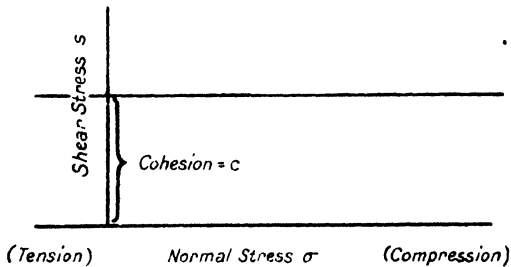 Shear Stress s
Cohesion = c
(Tension)
Normal Stress σ
(Compression)